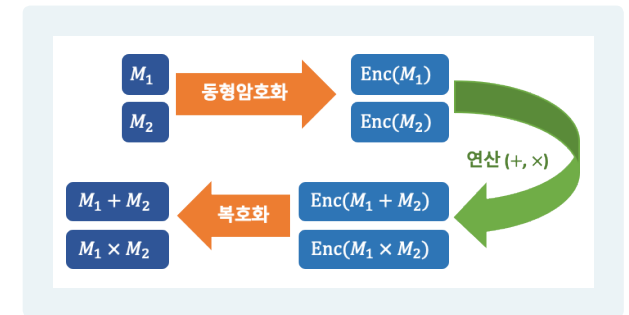 M₁
동형암호화
Enc(M₁)
M₂
Enc(M₂)
연산 (+, ×)
M₁ + M₂
복호화
Enc(M₁ + M₂)
M₁ × M₂
Enc(M₁ × M₂)